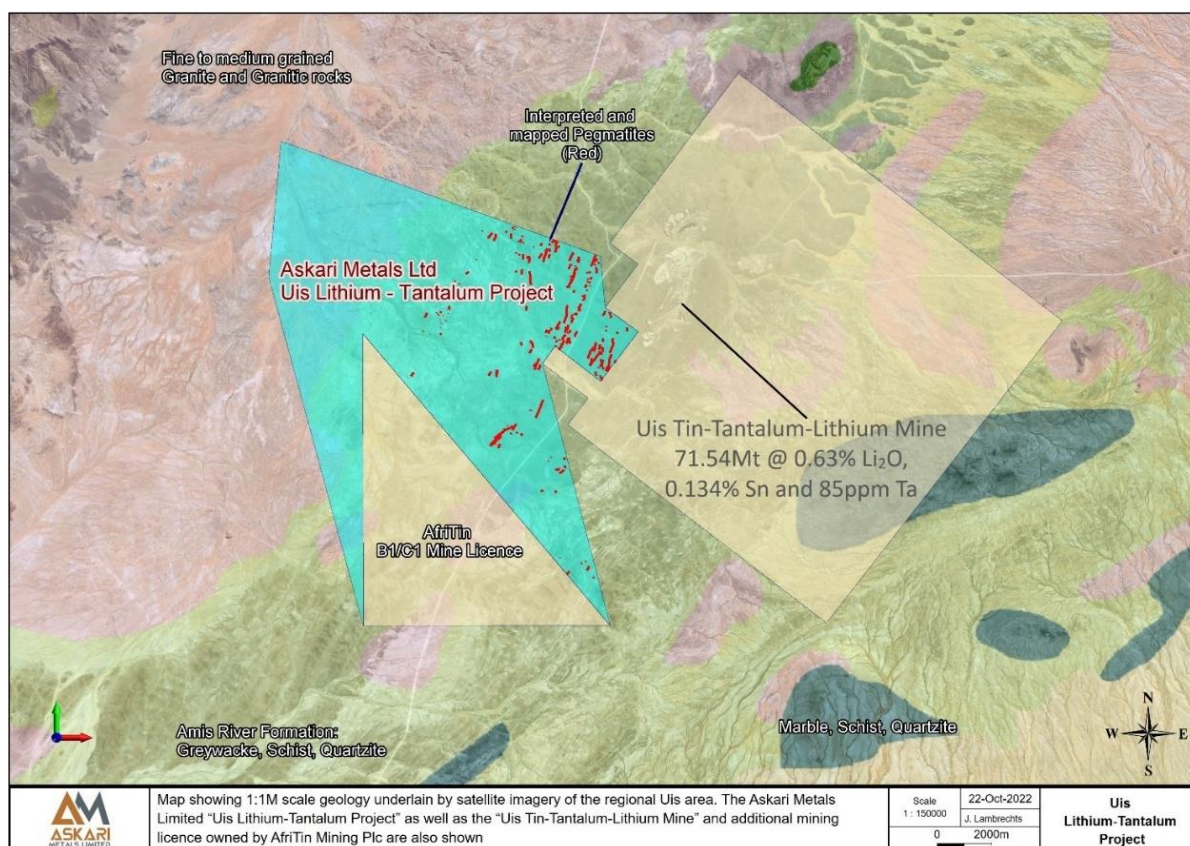 Fine to medium grained
Granite and Granitic rocks
Interpreted and
mapped Pegmatites
(Red)
Askari Metals Ltd
Uis Lithium - Tantalum Project
Uis Tin-Tantalum-Lithium Mine
71.54Mt @ 0.63% Li₂O,
0.134% Sn and 85ppm Ta
AfriTin
B1/C1 Mine Licence
Amis River Formation:
Greywacke, Schist, Quartzite
Marble, Schist, Quartzite
N
W E
S
AM
ASKARI
METALS LIMITED
Map showing 1:1M scale geology underlain by satellite imagery of the regional Uis area. The Askari Metals
Limited “Uis Lithium-Tantalum Project” as well as the “Uis Tin-Tantalum-Lithium Mine” and additional mining
licence owned by AfriTin Mining Plc are also shown
Scale
1 : 150000
22-Oct-2022
J. Lambrechts
0 2000m
Uis
Lithium-Tantalum
Project